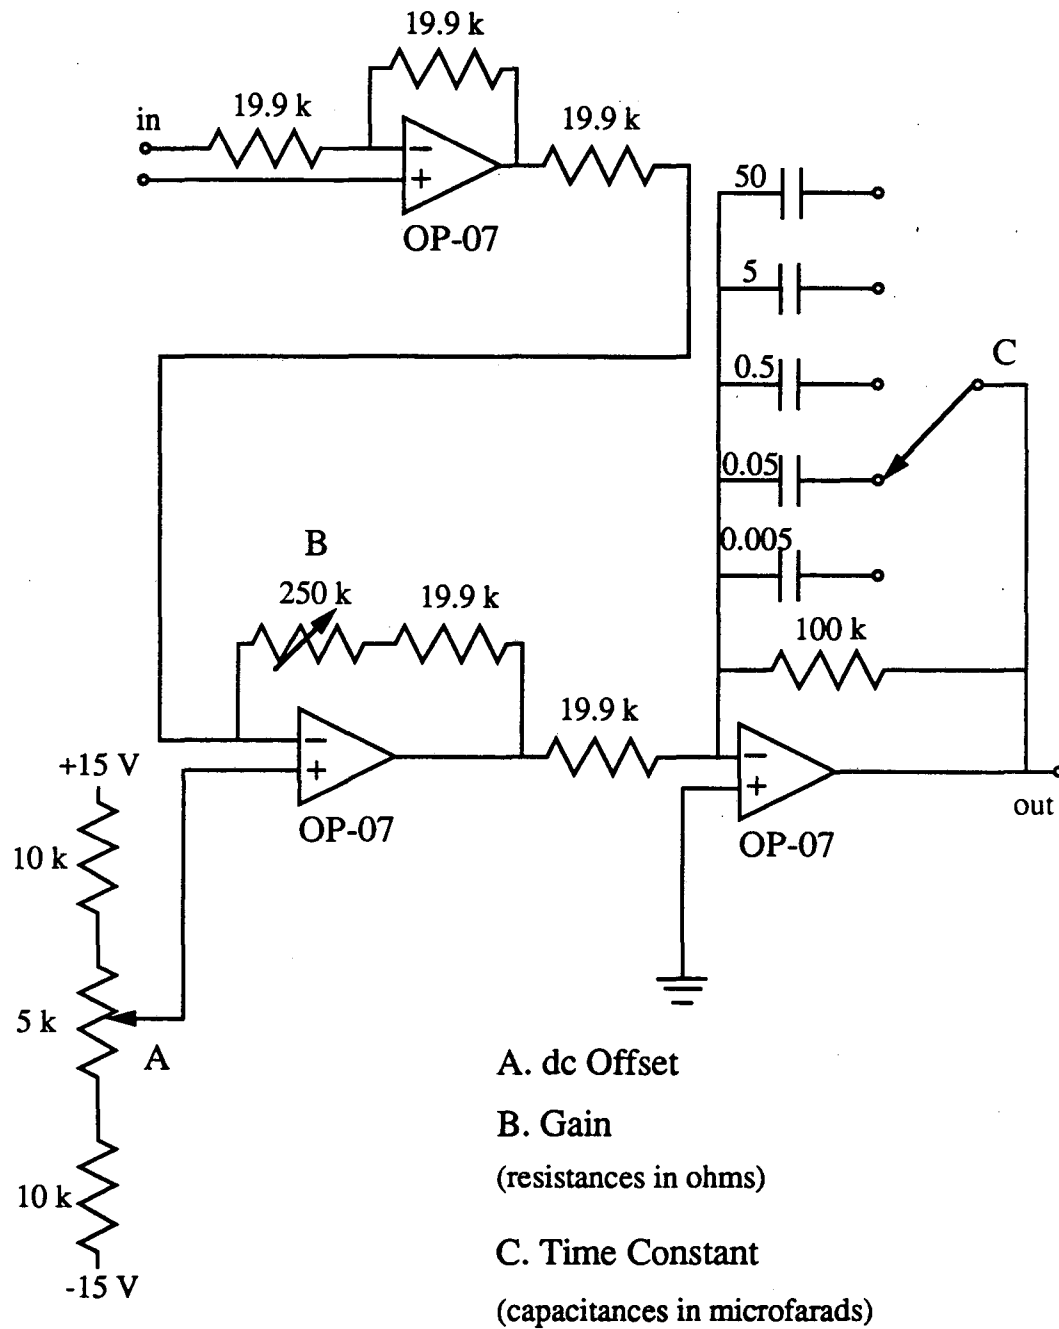 19.9 k
19.9 k
in
19.9 k
−
+
OP-07
50
5
0.5
C
0.05
0.005
B
250 k
19.9 k
100 k
19.9 k
−
+
OP-07
−
+
OP-07
out
+15 V
10 k
5 k
A
10 k
-15 V
A. dc Offset
B. Gain
(resistances in ohms)
C. Time Constant
(capacitances in microfarads)